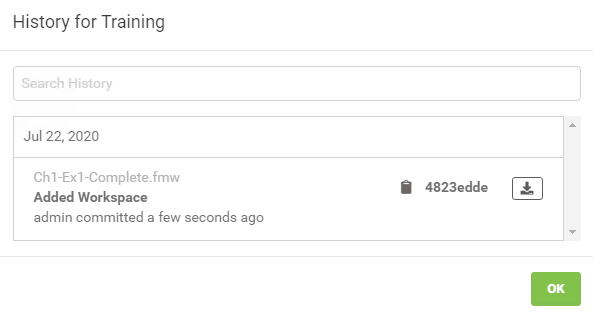 History for Training
Search History
Jul 22, 2020
Ch1-Ex1-Complete.fmw
Added Workspace
4823edde
admin committed a few seconds ago
OK